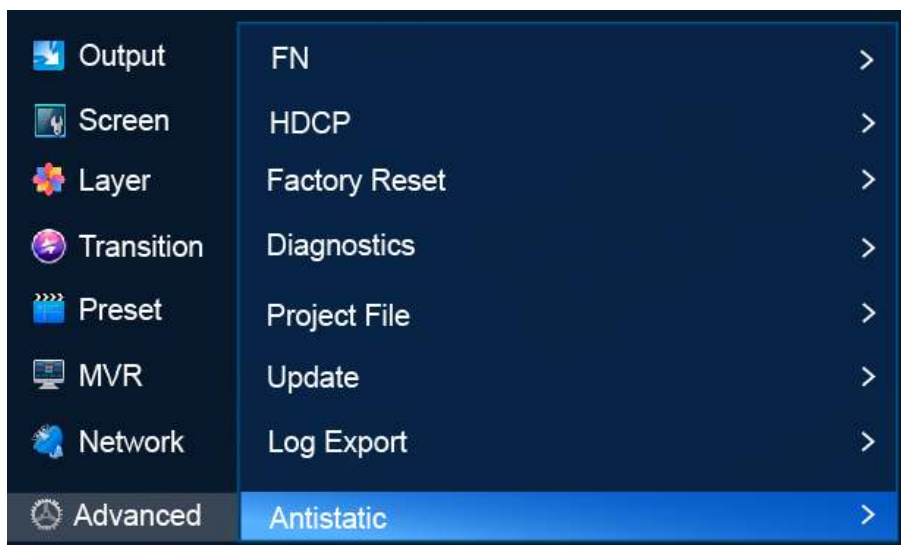 Output
Screen
Layer
Transition
Preset
MVR
Network
Advanced
FN
HDCP
Factory Reset
Diagnostics
Project File
Update
Log Export
Antistatic